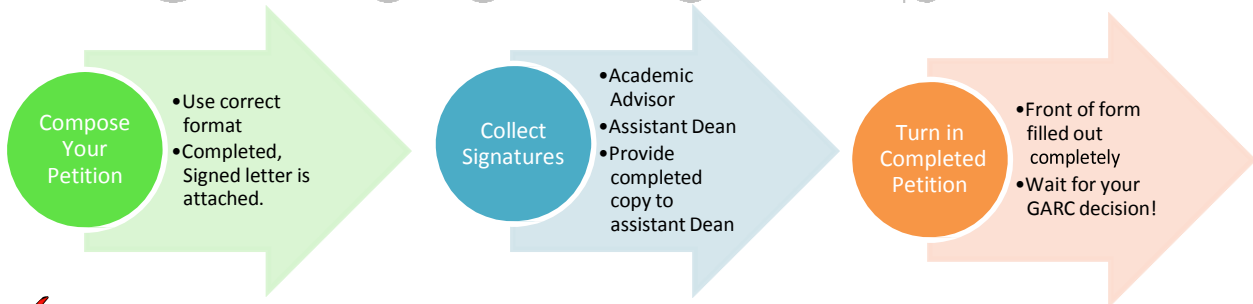 Compose
Your
Petition
•Use correct
format
•Completed,
Signed letter is
attached.
Collect
Signatures
•Academic
Advisor
•Assistant Dean
•Provide
completed
copy to
assistant Dean
Turn in
Completed
Petition
•Front of form
filled out
completely
•Wait for your
GARC decision!